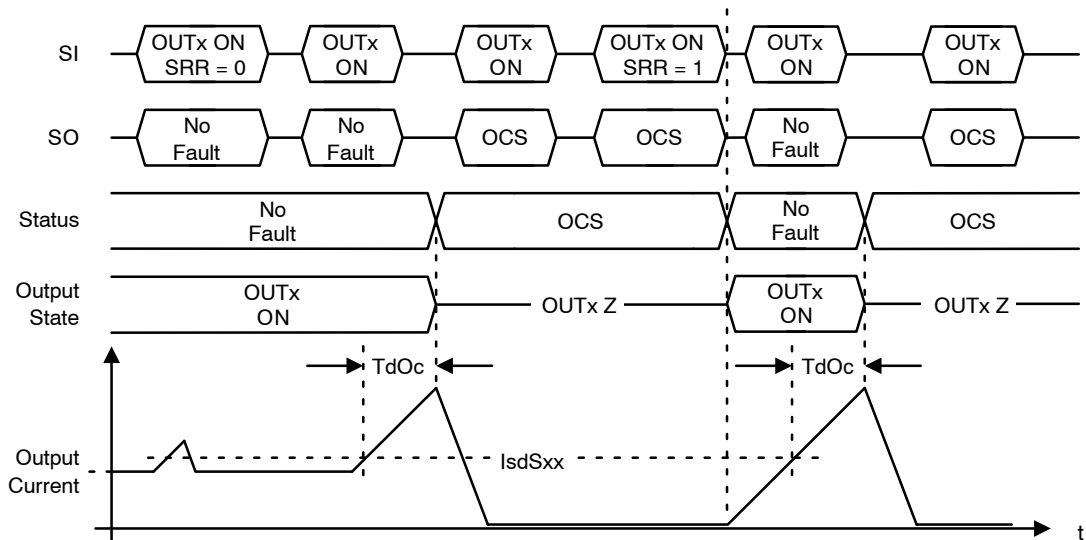 SI
OUTx ON
SRR = 0
OUTx
ON
OUTx
ON
OUTx ON
SRR = 1
OUTx
ON
OUTx
ON
SO
No
Fault
No
Fault
OCS
OCS
No
Fault
OCS
Status
No
Fault
OCS
No
Fault
OCS
Output
State
OUTx
ON
OUTx Z
OUTx
ON
OUTx Z
TdOc
TdOc
Output
Current
IsdSxx
t